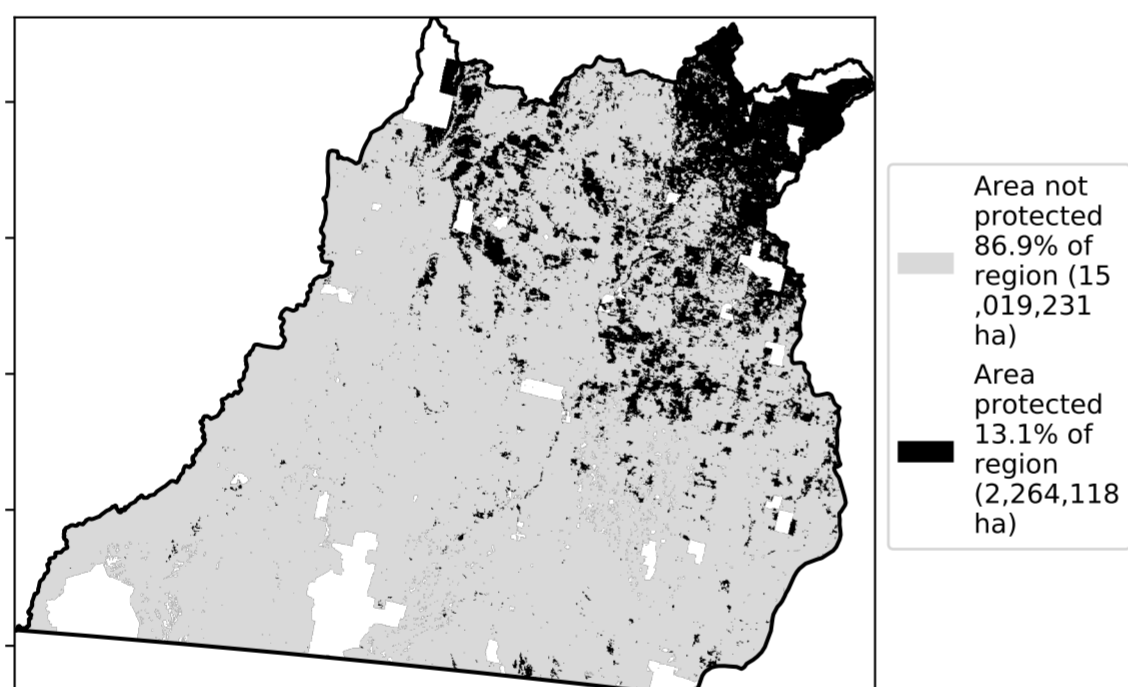 Area not
protected
86.9% of
region (15
,019,231
ha)
Area
protected
13.1% of
region
(2,264,118
ha)